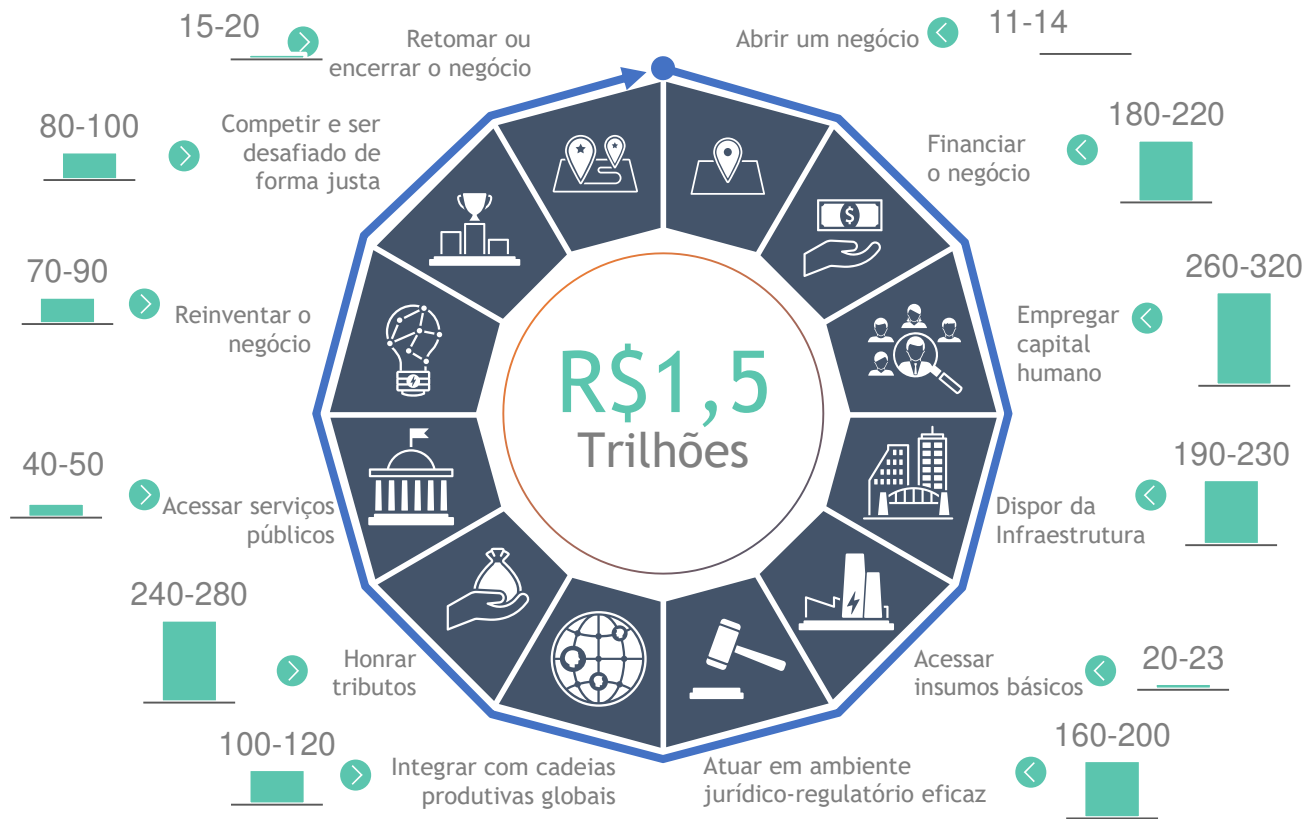 Abrir um negócio
11-14
Financiar
o negócio
180-220
Empregar
capital
humano
260-320
Dispor da
Infraestrutura
190-230
Acessar
insumos básicos
20-23
Atuar em ambiente
jurídico-regulatório eficaz
160-200
Integrar com cadeias
produtivas globais
100-120
Honrar
tributos
240-280
Acessar serviços
públicos
40-50
Reinventar o
negócio
70-90
Competir e ser
desafiado de
forma justa
80-100
Retomar ou
encerrar o negócio
15-20
R$1,5
Trilhões
$